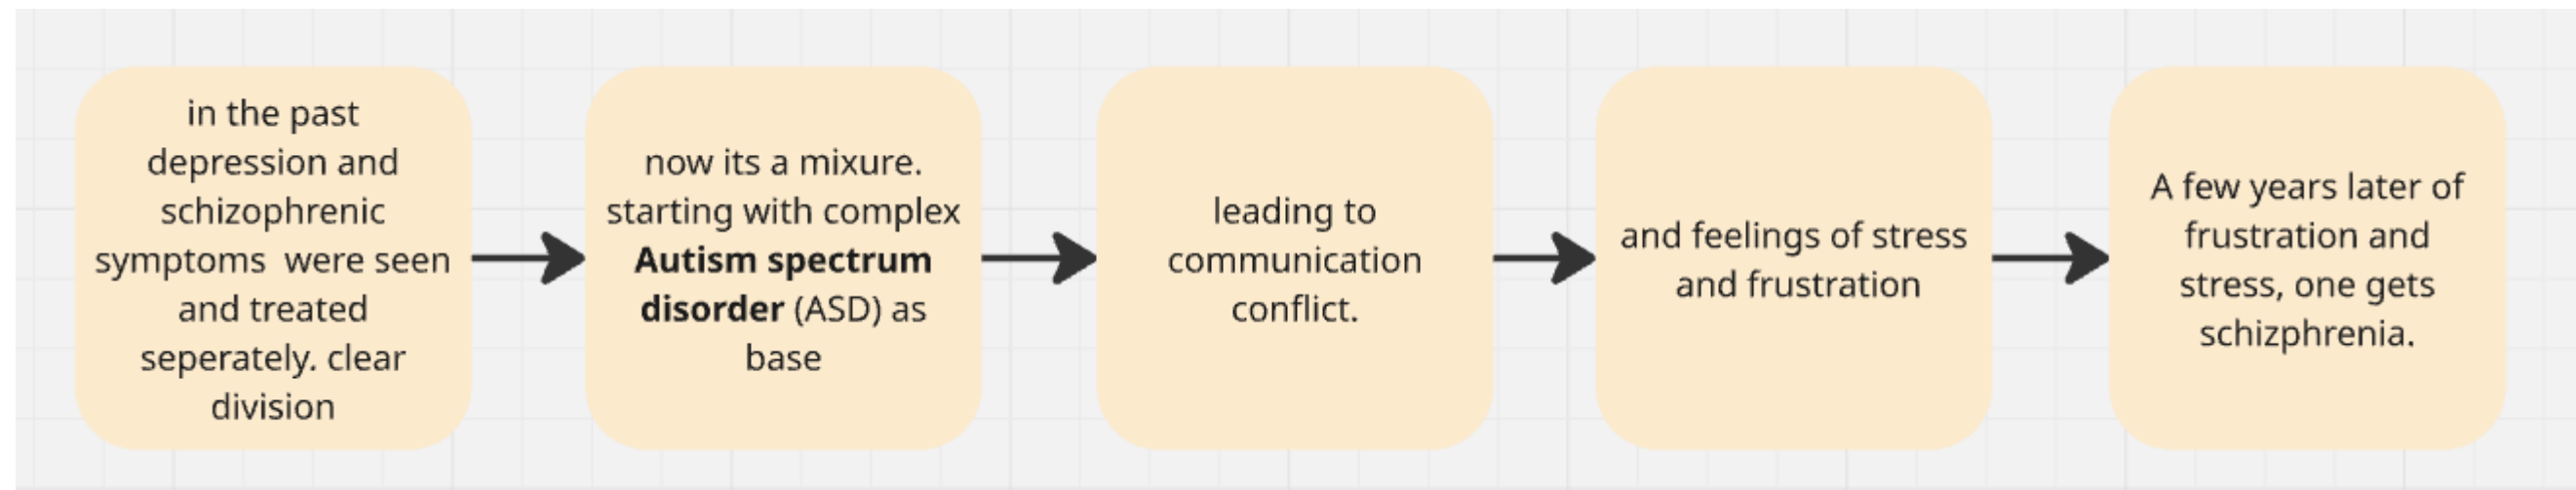 in the past
depression and
schizophrenic
symptoms  were seen
and treated
seperately. clear
division
now its a mixure.
starting with complex
Autism spectrum
disorder (ASD) as
base
leading to
communication
conflict.
and feelings of stress
and frustration
A few years later of
frustration and
stress, one gets
schizphrenia.